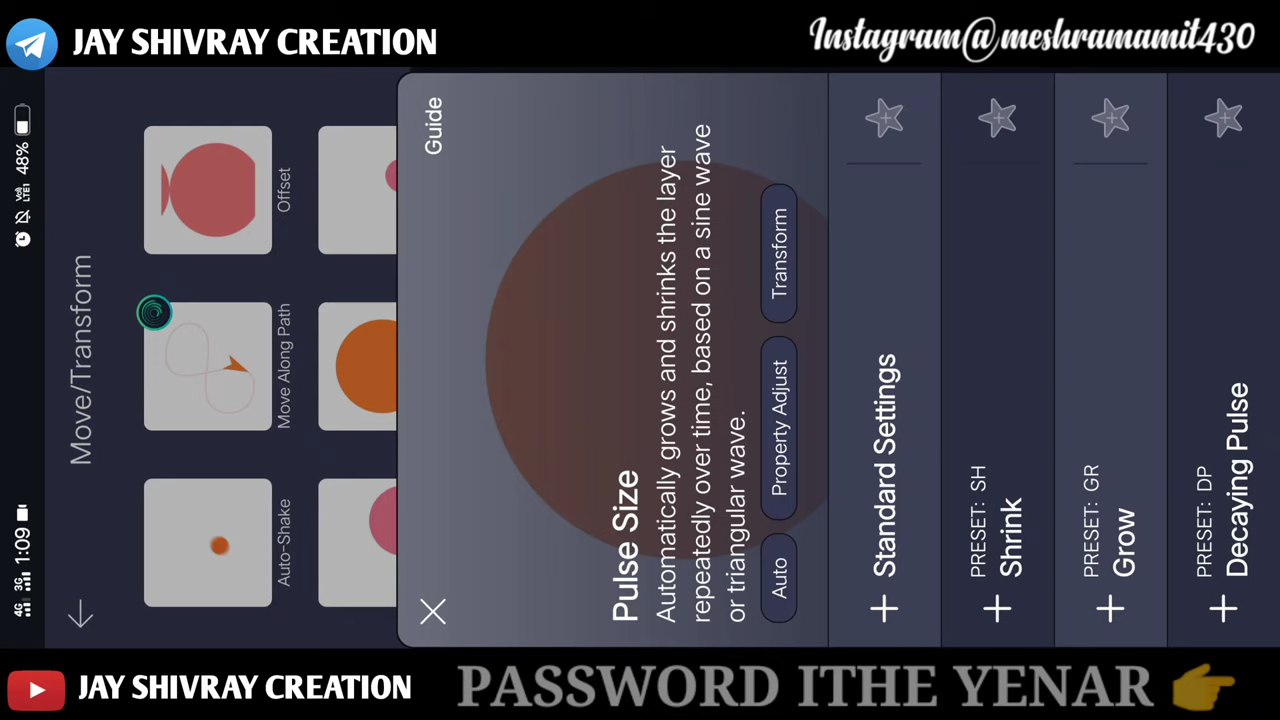 JAY SHIVRAY CREATION
Instagram@meshramamit430
4G 3G 1:09
VoLTE1 48%
Move/Transform
Auto-Shake
Move Along Path
Offset
Guide
Pulse Size
Automatically grows and shrinks the layer
repeatedly over time, based on a sine wave
or triangular wave.
Auto
Property Adjust
Transform
Standard Settings
PRESET: SH
Shrink
PRESET: GR
Grow
PRESET: DP
Decaying Pulse
JAY SHIVRAY CREATION
PASSWORD ITHE YENAR